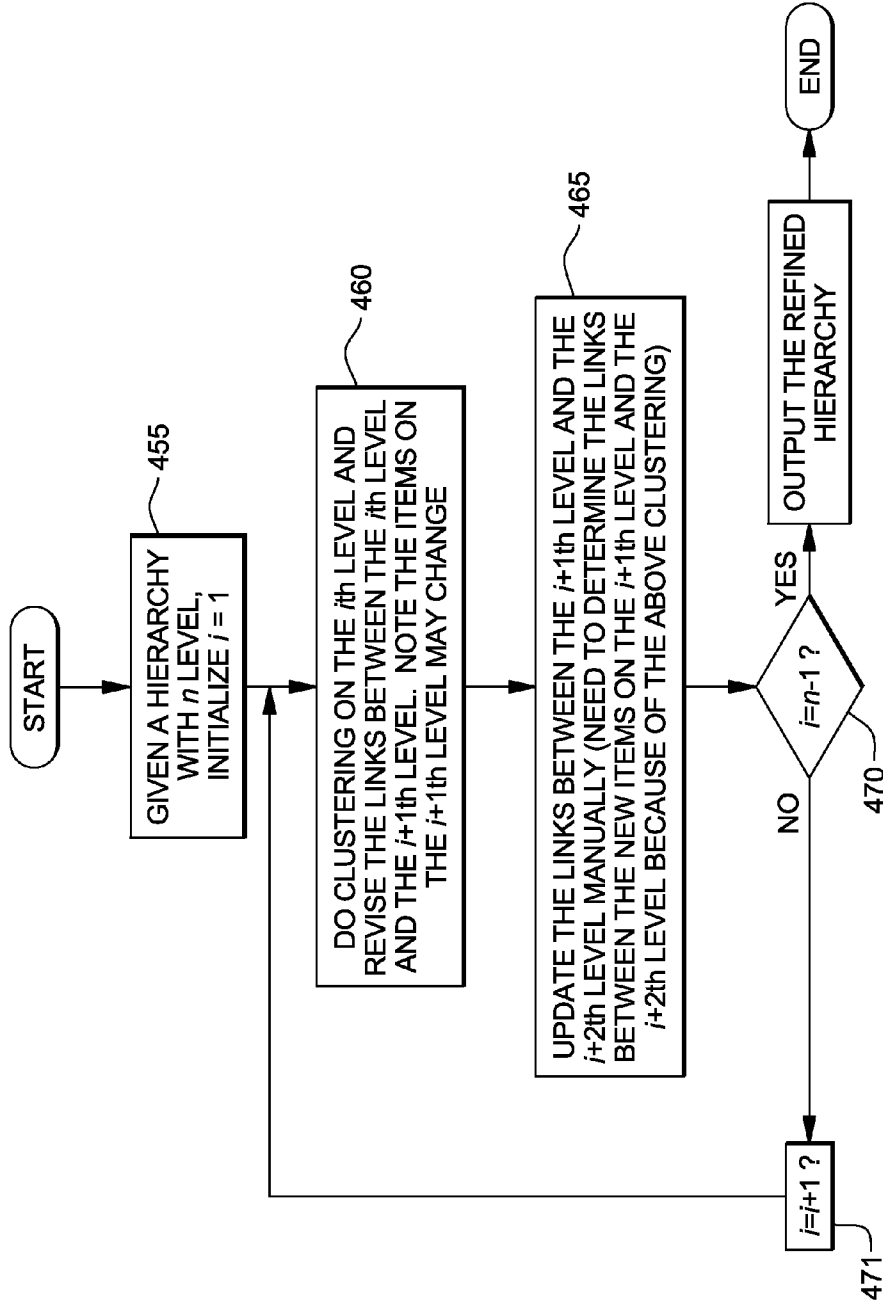 START
GIVEN A HIERARCHY
WITH n LEVEL,
INITIALIZE i = 1
455
DO CLUSTERING ON THE ith LEVEL AND
REVISE THE LINKS BETWEEN THE ith LEVEL
AND THE i+1th LEVEL. NOTE THE ITEMS ON
THE i+1th LEVEL MAY CHANGE
460
UPDATE THE LINKS BETWEEN THE i+1th LEVEL AND THE
i+2th LEVEL MANUALLY (NEED TO DETERMINE THE LINKS
BETWEEN THE NEW ITEMS ON THE i+1th LEVEL AND THE
i+2th LEVEL BECAUSE OF THE ABOVE CLUSTERING)
465
i=n-1 ?
470
NO
YES
i=i+1 ?
471
OUTPUT THE REFINED
HIERARCHY
END